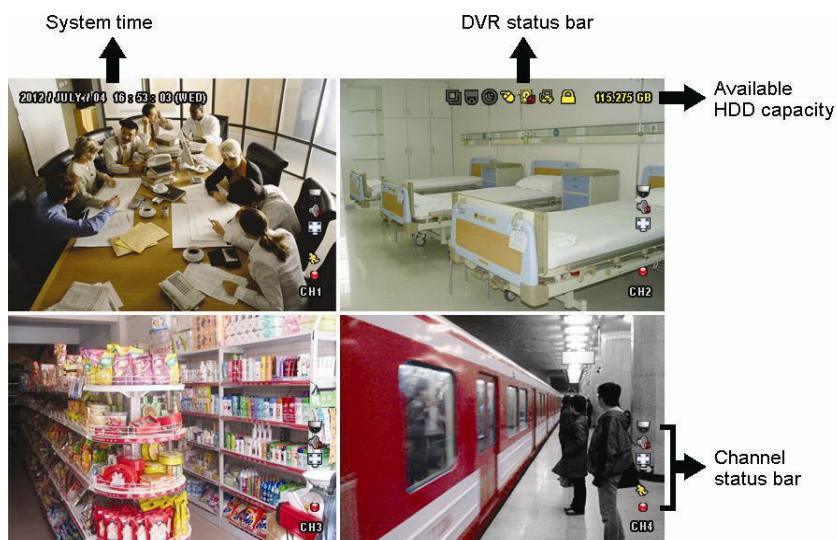 System time
DVR status bar
2012 / JULY / 04 16 : 53 : 03 (WED)
115.275 GB
Available
HDD capacity
CH1
CH2
Channel
status bar
CH3
CH4